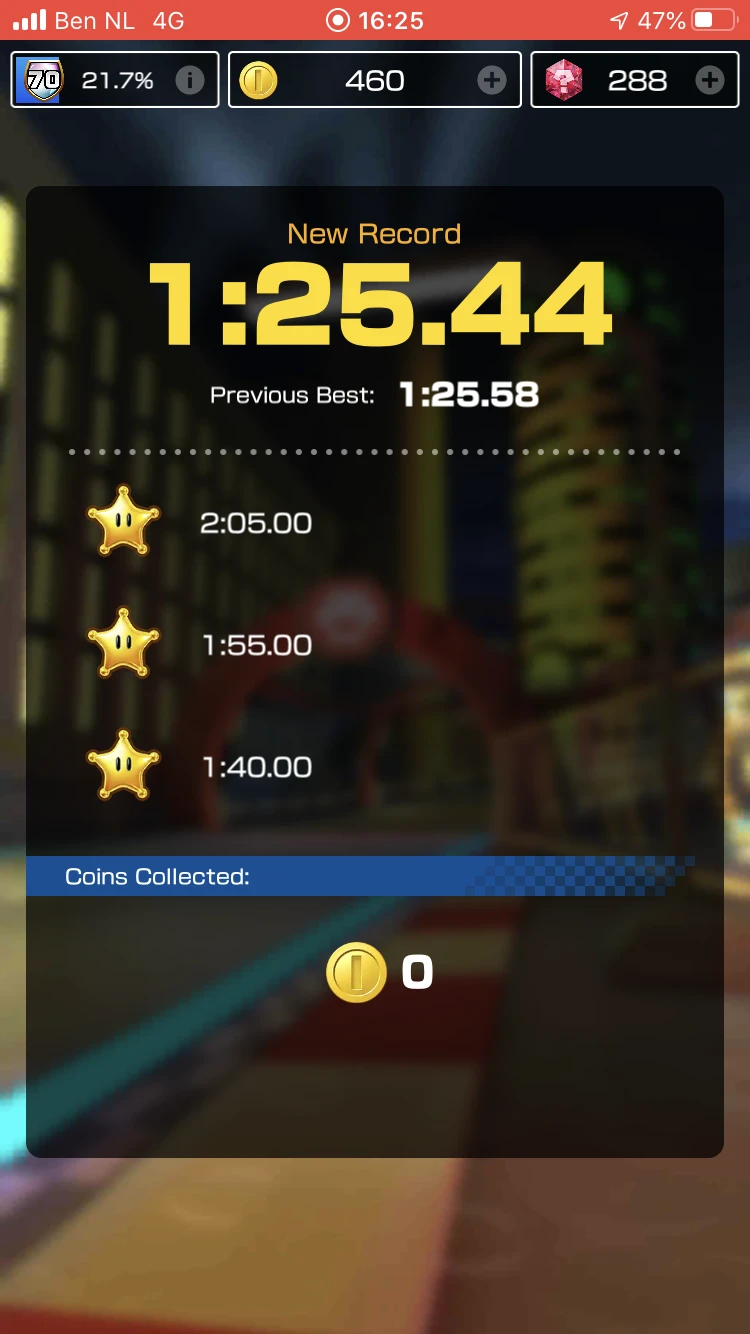 Ben NL 4G 16:25 47%
70 21.7% i 460 + ? 288 +
New Record
1:25.44
Previous Best: 1:25.58
2:05.00
1:55.00
1:40.00
Coins Collected:
0